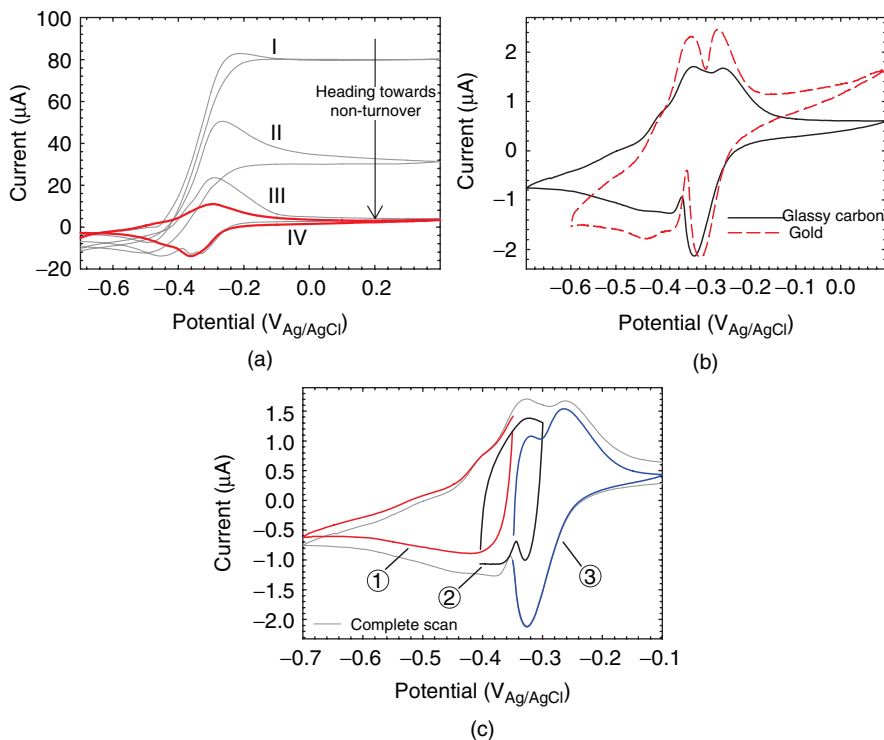 100
80
60
40
20
0
−20
Current (µA)
I
II
III
IV
Heading towards
non-turnover
−0.6 −0.4 −0.2 0.0 0.2
Potential (V_Ag/AgCl)
(a)
2
1
0
−1
−2
Current (µA)
Glassy carbon
Gold
−0.6 −0.5 −0.4 −0.3 −0.2 −0.1 0.0
Potential (V_Ag/AgCl)
(b)
1.5
1.0
0.5
0.0
−0.5
−1.0
−1.5
−2.0
Current (µA)
①
②
③
Complete scan
−0.7 −0.6 −0.5 −0.4 −0.3 −0.2 −0.1
Potential (V_Ag/AgCl)
(c)